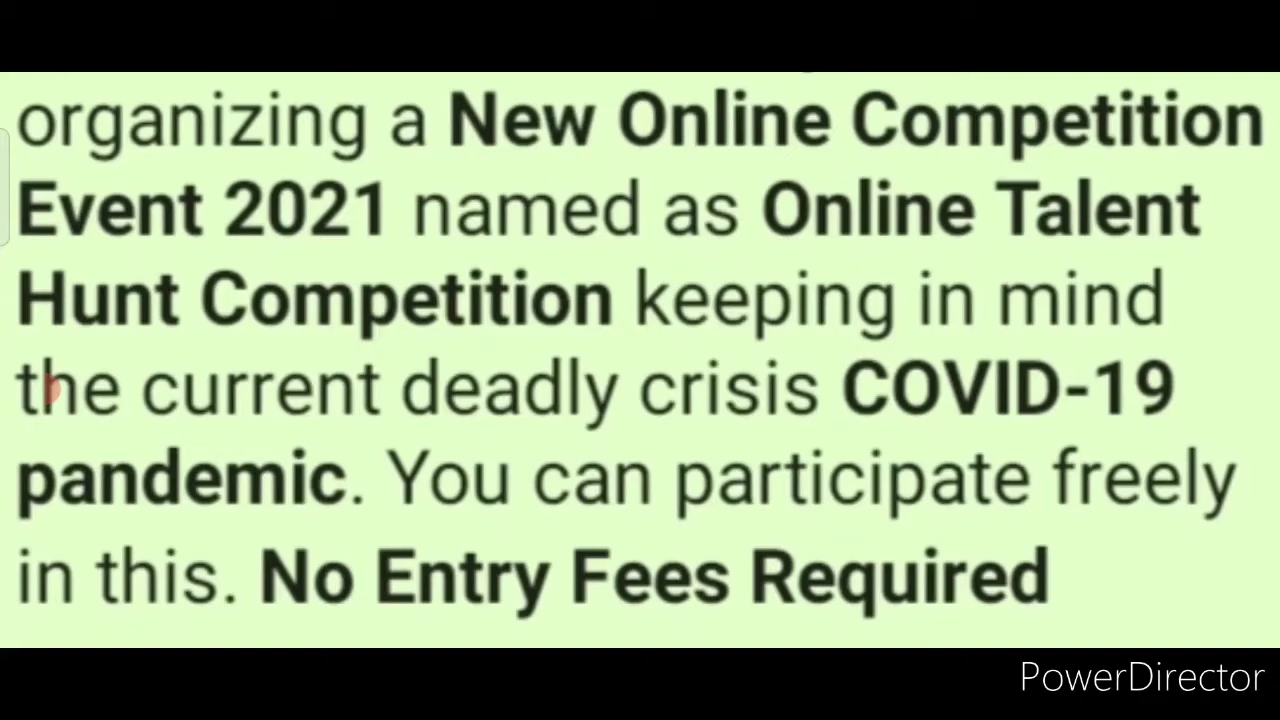 organizing a New Online Competition
Event 2021 named as Online Talent
Hunt Competition keeping in mind
the current deadly crisis COVID-19
pandemic. You can participate freely
in this. No Entry Fees Required
PowerDirector